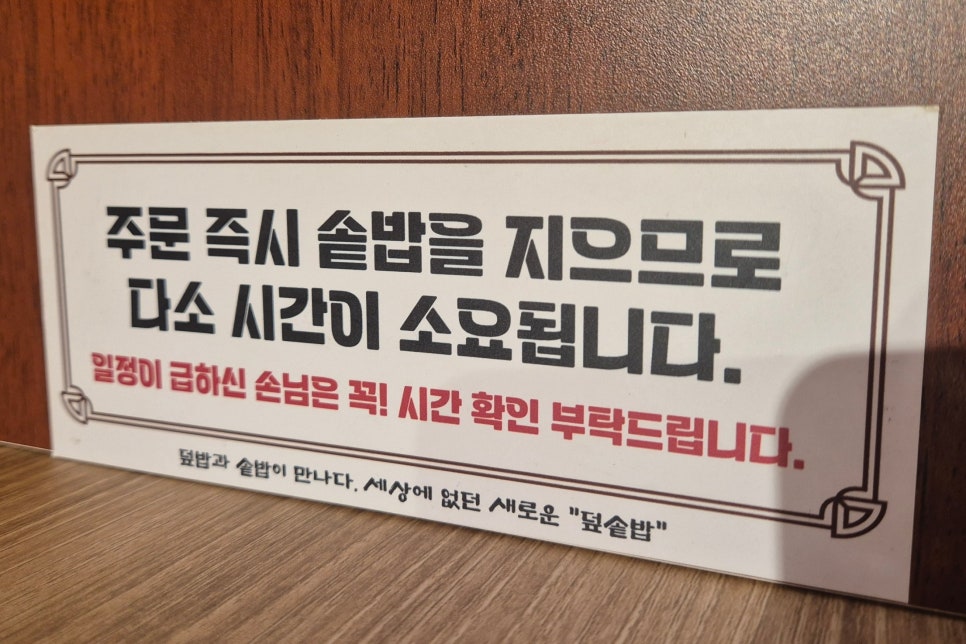 주문 즉시 솥밥을 지으므로
다소 시간이 소요됩니다.
일정이 급하신 손님은 꼭! 시간 확인 부탁드립니다.
덮밥과 솥밥이 만나다. 세상에 없던 새로운 "덮솥밥"